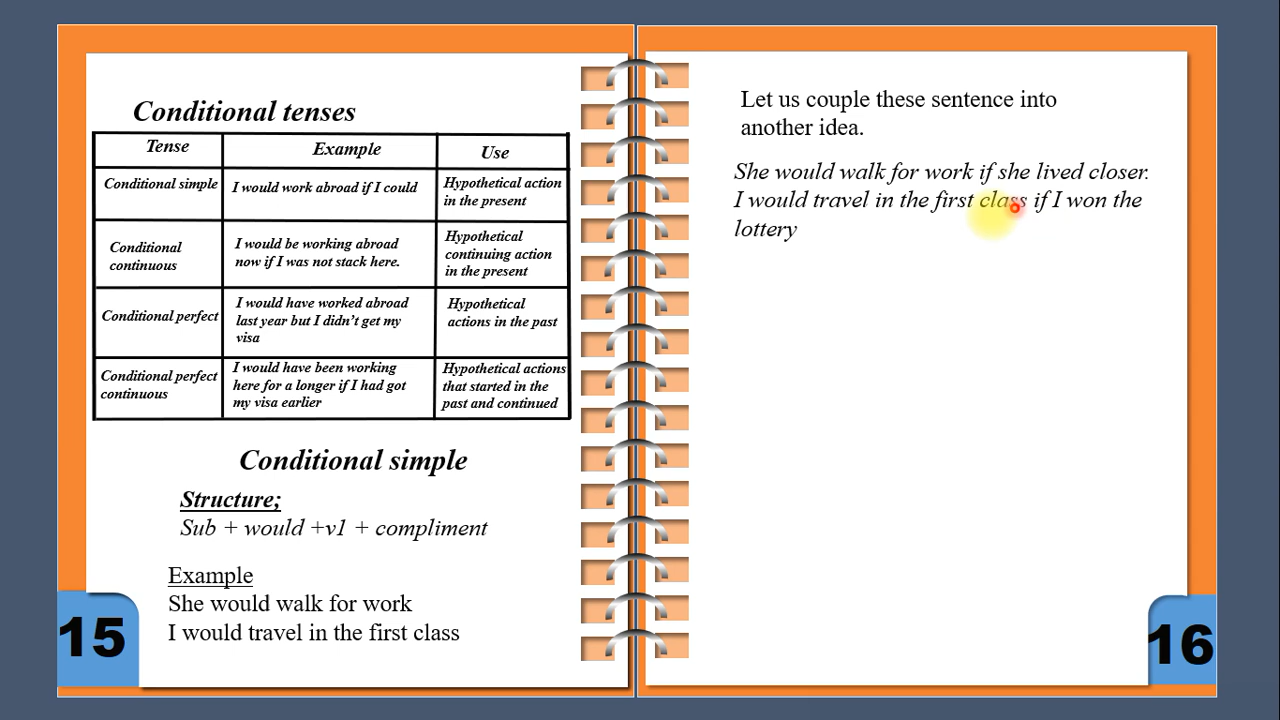 Conditional tenses
Tense Example Use
Conditional simple I would work abroad if I could Hypothetical action
in the present
Conditional
continuous
I would be working abroad
now if I was not stack here.
Hypothetical
continuing action
in the present
Conditional perfect
I would have worked abroad
last year but I didn't get my
visa
Hypothetical
actions in the past
Conditional perfect
continuous
I would have been working
here for a longer if I had got
my visa earlier
Hypothetical actions
that started in the
past and continued
Conditional simple
Structure;
Sub + would +v1 + compliment
Example
She would walk for work
I would travel in the first class
15
Let us couple these sentence into
another idea.
She would walk for work if she lived closer.
I would travel in the first class if I won the
lottery
16